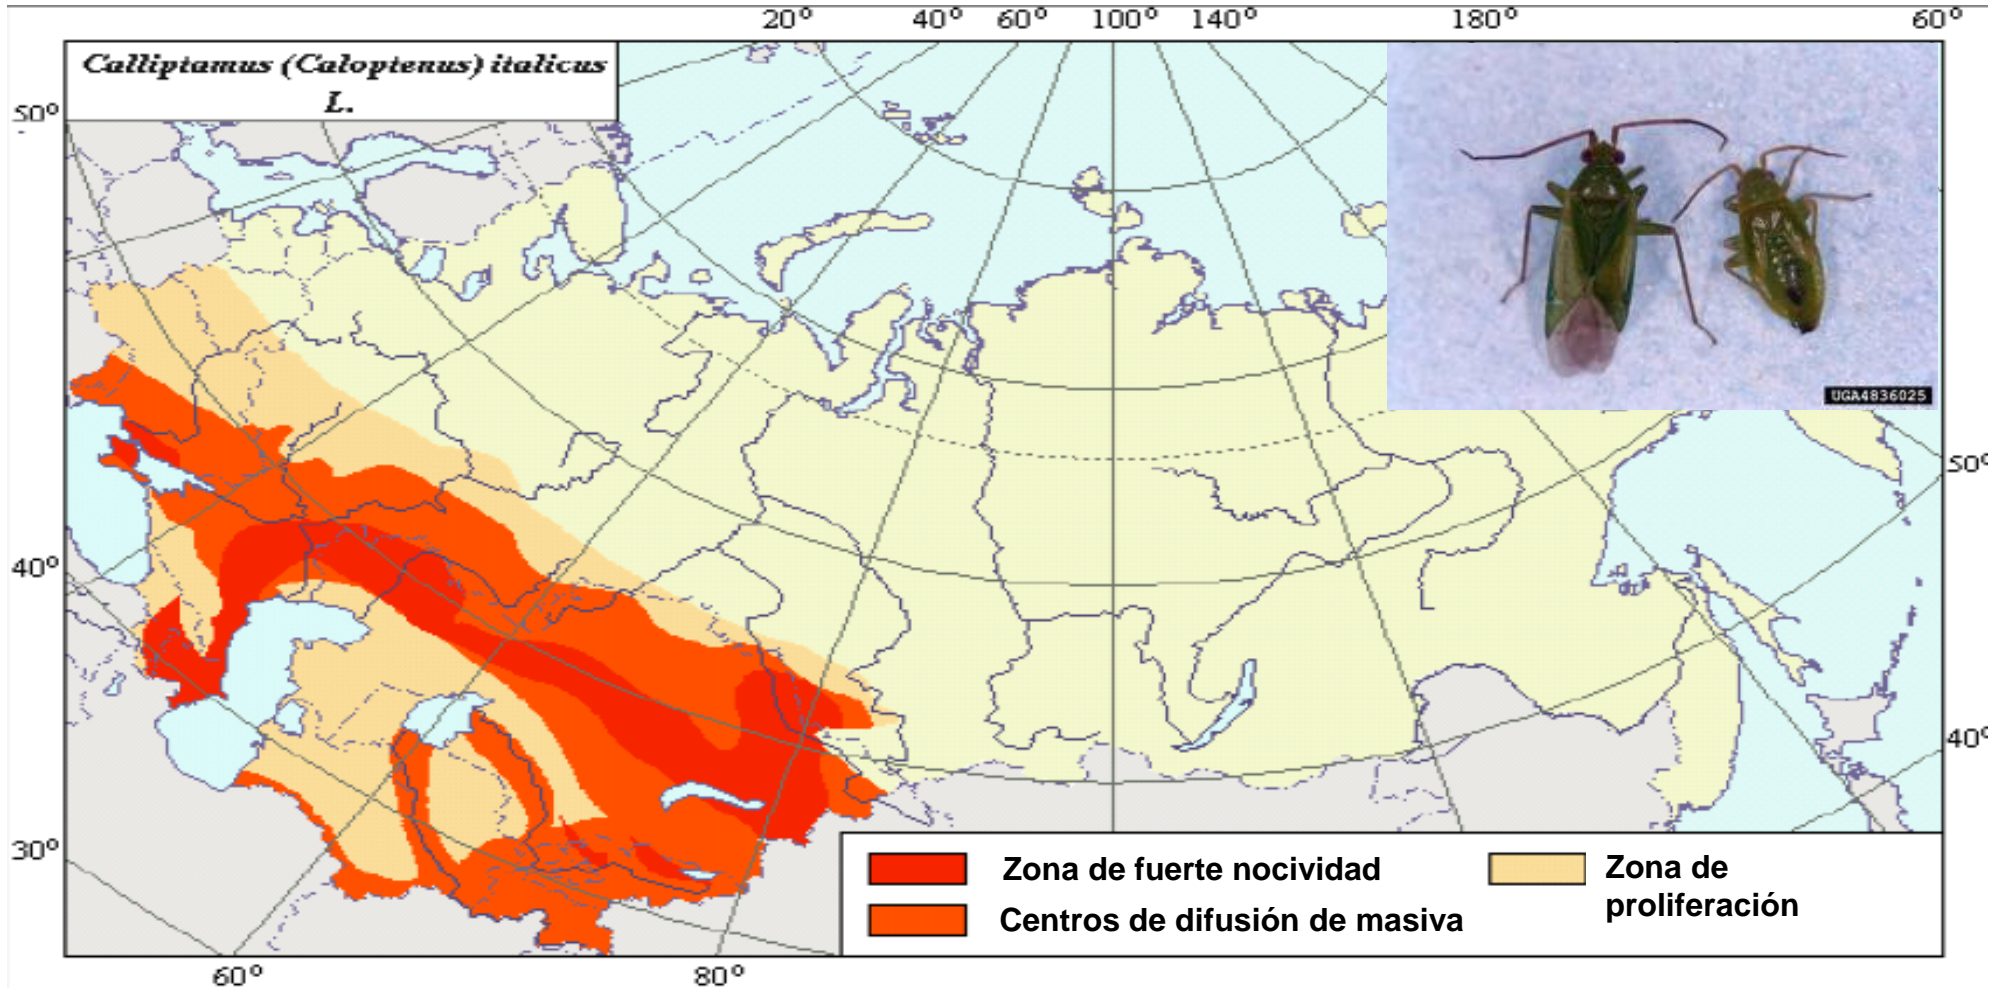 20° 40° 60° 100° 140° 180° 60°
Calliptamus (Caloptenus) italicus
L.
50°
UGA4836025
50°
40°
40°
30°
Zona de fuerte nocividad
Centros de difusión de masiva
Zona de
proliferación
60° 80°